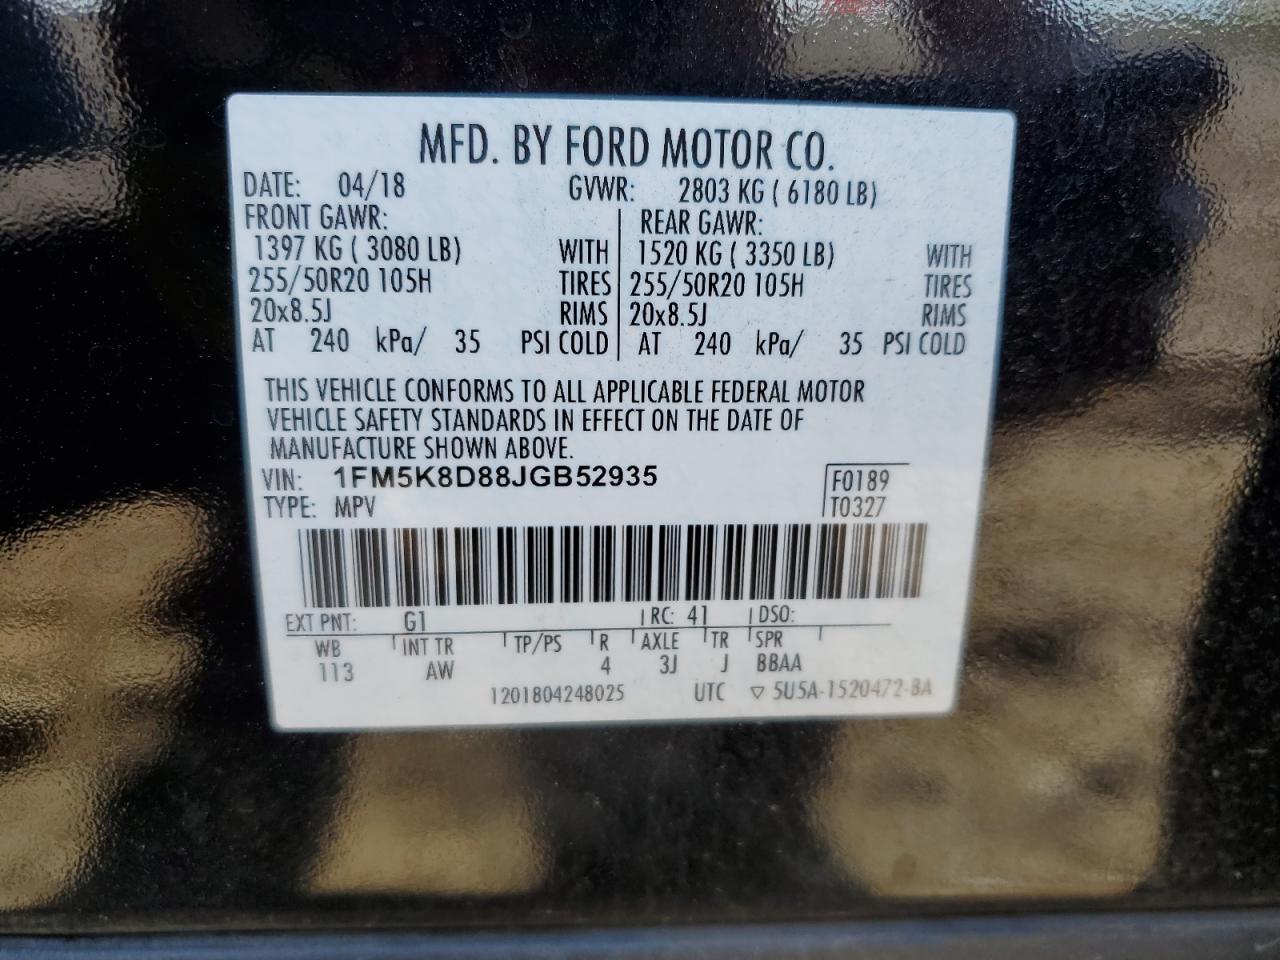 MFD. BY FORD MOTOR CO.
DATE: 04/18 GVWR: 2803 KG ( 6180 LB)
FRONT GAWR: REAR GAWR:
1397 KG ( 3080 LB) WITH 1520 KG ( 3350 LB) WITH
255/50R20 105H TIRES 255/50R20 105H TIRES
20x8.5J RIMS 20x8.5J RIMS
AT 240 kPa/ 35 PSI COLD AT 240 kPa/ 35 PSI COLD
THIS VEHICLE CONFORMS TO ALL APPLICABLE FEDERAL MOTOR
VEHICLE SAFETY STANDARDS IN EFFECT ON THE DATE OF
MANUFACTURE SHOWN ABOVE.
VIN: 1FM5K8D88JGB52935 F0189
TYPE: MPV T0327
EXT PNT: G1 RC: 41 DSO:
WB INT TR TP/PS R AXLE TR SPR
113 AW 4 3J J BBAA
1201804248025 UTC ▽ 5U5A-1520472-BA